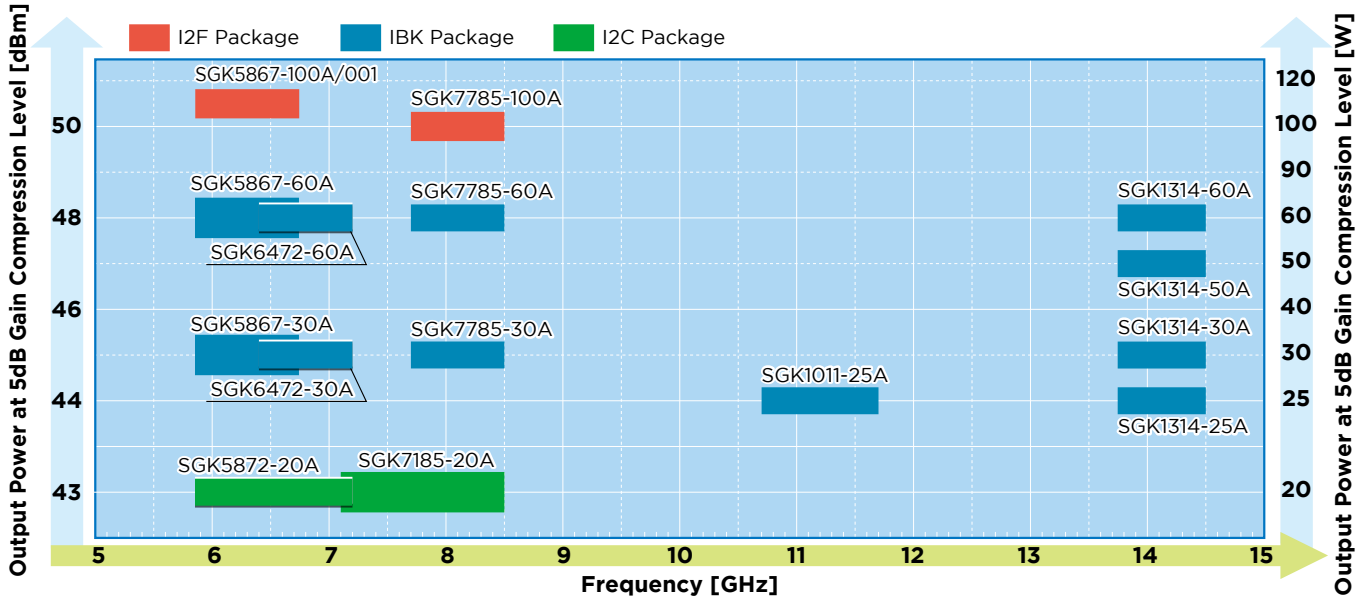 Output Power at 5dB Gain Compression Level [dBm]
I2F Package
IBK Package
I2C Package
Output Power at 5dB Gain Compression Level [W]
SGK5867-100A/001
SGK7785-100A
120
50
100
90
SGK5867-60A
SGK7785-60A
SGK1314-60A
48
60
SGK6472-60A
50
SGK1314-50A
46
40
SGK5867-30A
SGK7785-30A
SGK1314-30A
30
SGK6472-30A
SGK1011-25A
44
25
SGK1314-25A
SGK5872-20A
SGK7185-20A
43
20
5 6 7 8 9 10 11 12 13 14 15
Frequency [GHz]